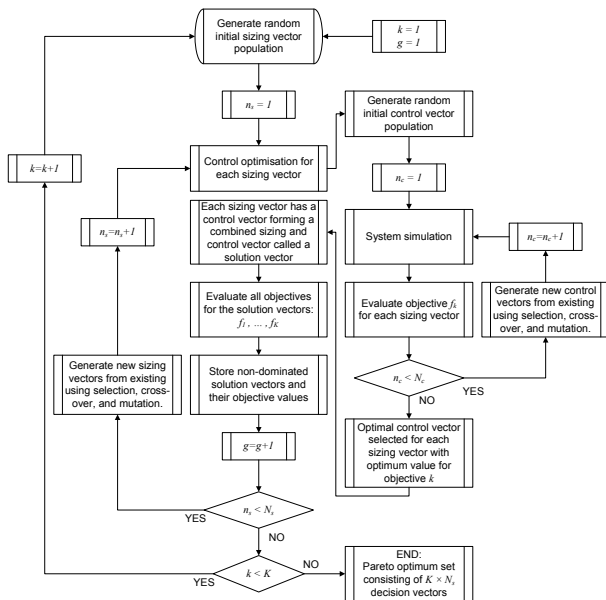 Generate random
initial sizing vector
population
k = 1
g = 1
n_s = 1
Generate random
initial control vector
population
k=k+1
Control optimisation for
each sizing vector
n_c = 1
n_s=n_s+1
Each sizing vector has a
control vector forming a
combined sizing and
control vector called a
solution vector
System simulation
n_c=n_c+1
Evaluate all objectives
for the solution vectors:
f_1 , ... , f_K
Evaluate objective f_k
for each sizing vector
Generate new control
vectors from existing
using selection, cross-
over, and mutation.
Generate new sizing
vectors from existing
using selection, cross-
over, and mutation.
Store non-dominated
solution vectors and
their objective values
n_c < N_c
YES
NO
g=g+1
Optimal control vector
selected for each
sizing vector with
optimum value for
objective k
n_s < N_s
YES
NO
k < K
YES
NO
END:
Pareto optimum set
consisting of K × N_s
decision vectors